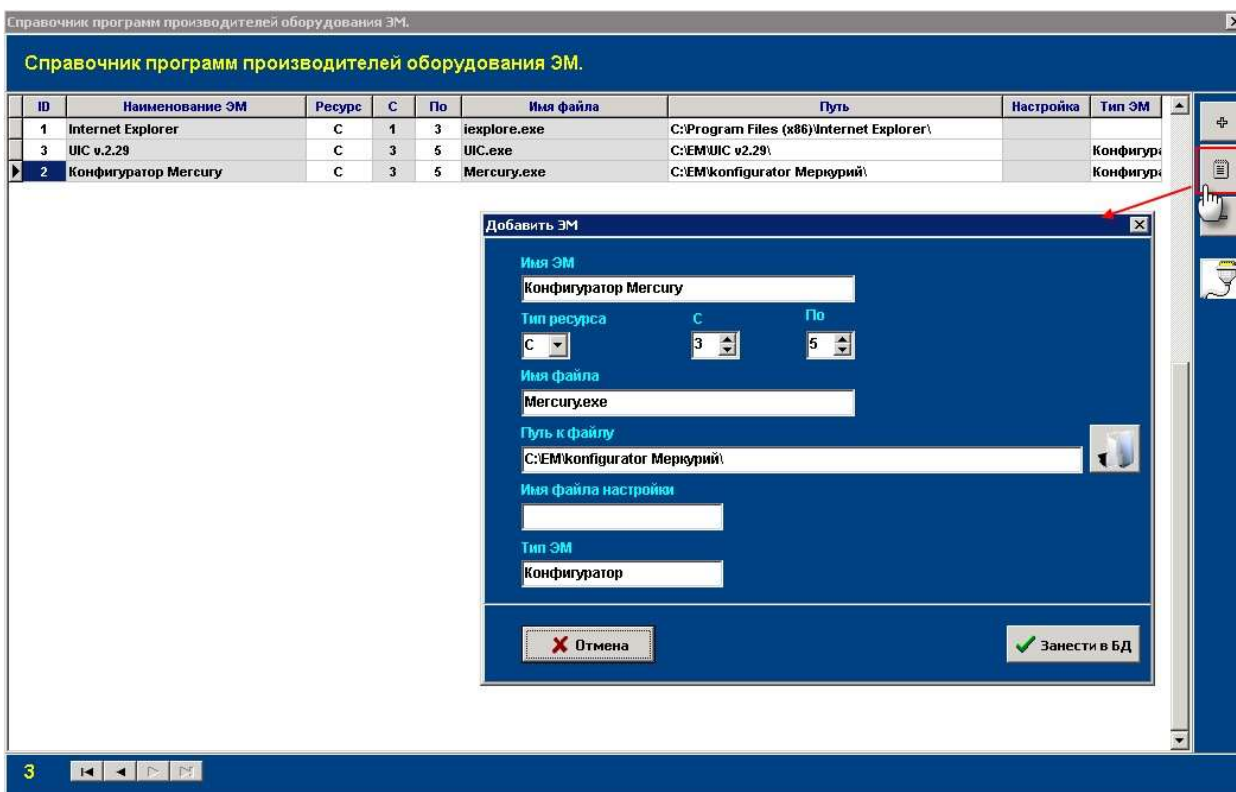 Справочник программ производителей оборудования ЭМ.
Справочник программ производителей оборудования ЭМ.
ID Наименование ЭМ Ресурс С По Имя файла Путь Настройка Тип ЭМ
1 Internet Explorer С 1 3 iexplore.exe C:\Program Files (x86)\Internet Explorer\
3 UIC v.2.29 С 3 5 UIC.exe C:\EM\UIC v2.29\ Конфигура
2 Конфигуратор Mercury С 3 5 Mercury.exe C:\EM\konfigurator Меркурий\ Конфигура
Добавить ЭМ
Имя ЭМ
Конфигуратор Mercury
Тип ресурса С По
С 3 5
Имя файла
Mercury.exe
Путь к файлу
C:\EM\konfigurator Меркурий\
Имя файла настройки
Тип ЭМ
Конфигуратор
Отмена Занести в БД
3